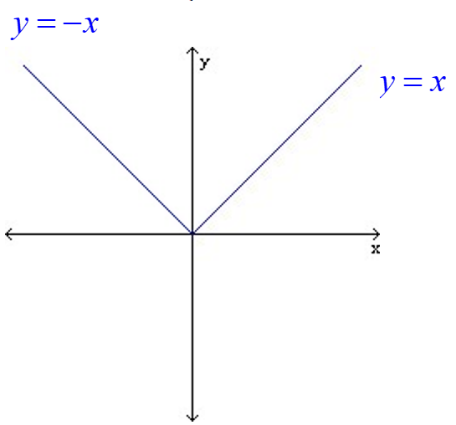 y = −x
y
y = x
x